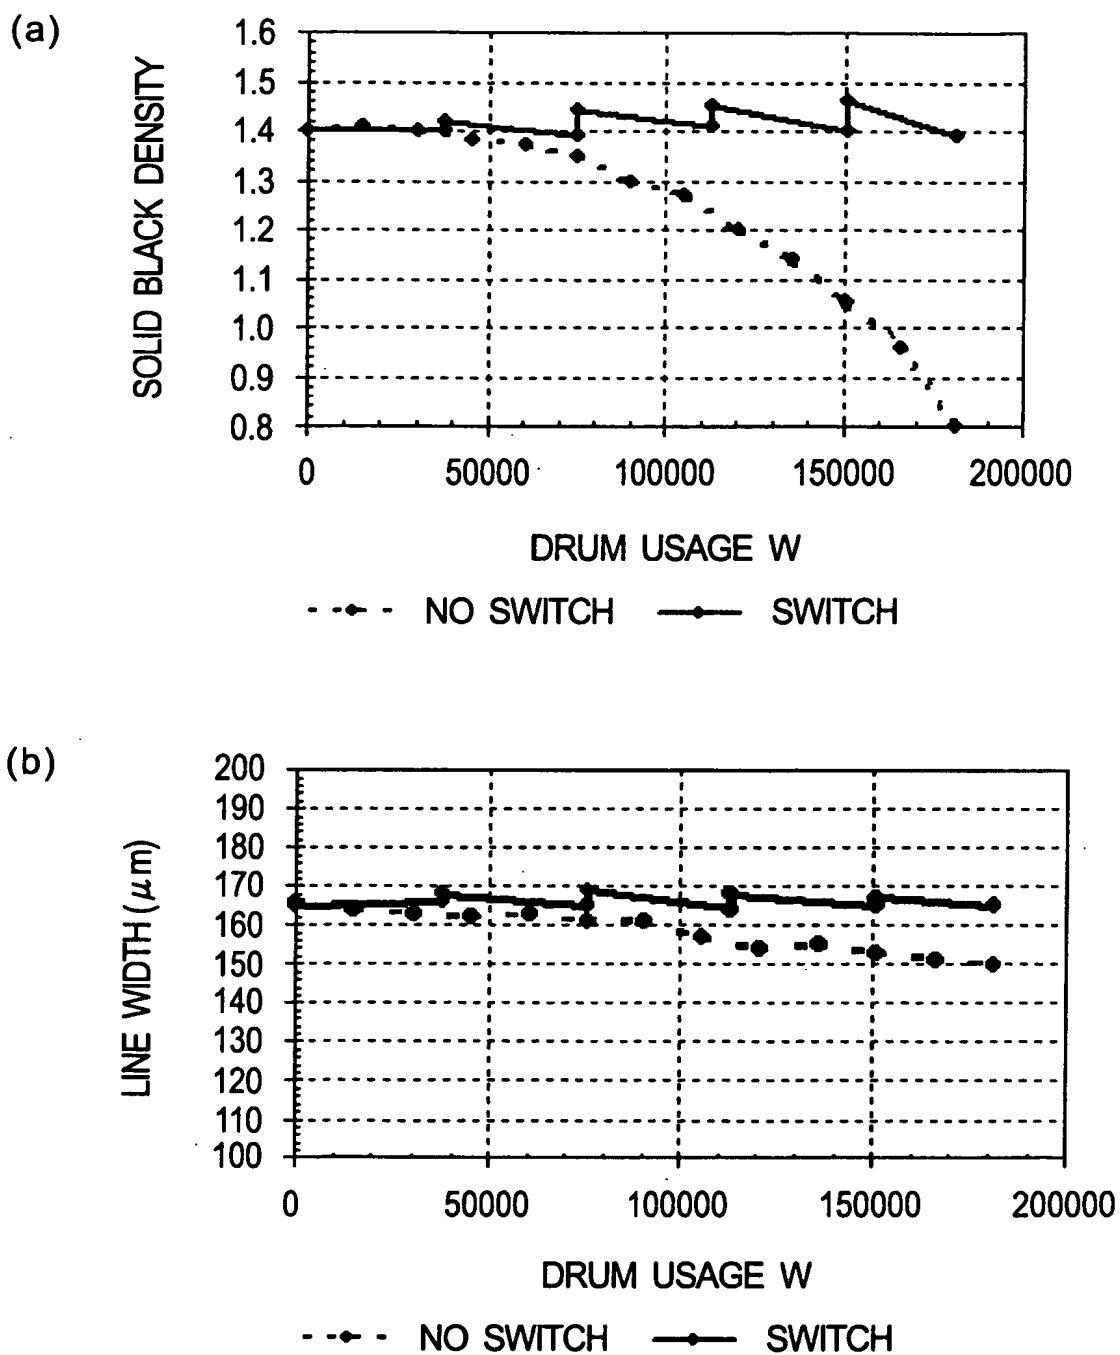 (a)
SOLID BLACK DENSITY
1.6
1.5
1.4
1.3
1.2
1.1
1.0
0.9
0.8
0 50000 100000 150000 200000
DRUM USAGE W
NO SWITCH SWITCH
(b)
LINE WIDTH (μm)
200
190
180
170
160
150
140
130
120
110
100
0 50000 100000 150000 200000
DRUM USAGE W
NO SWITCH SWITCH